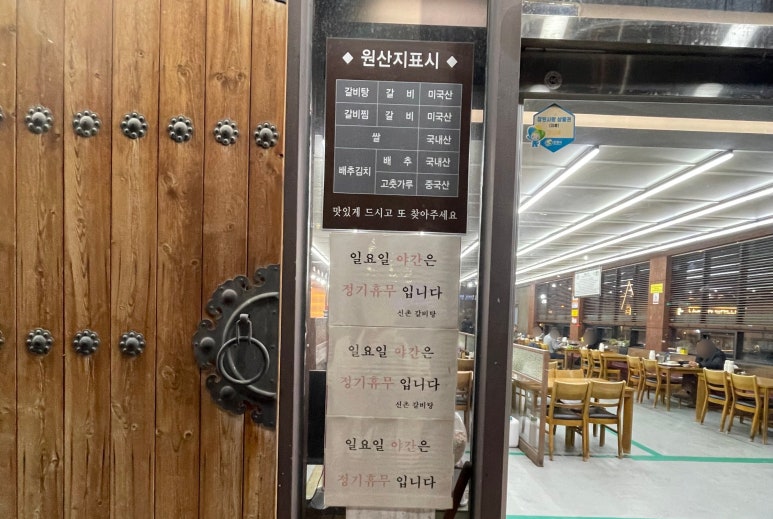 ◆ 원산지표시 ◆
갈비탕 갈 비 미국산
갈비찜 갈 비 미국산
쌀 국내산
배추김치 배 추 국내산
고춧가루 중국산
맛있게 드시고 또 찾아주세요
일요일 야간은
정기휴무 입니다
신촌 갈비탕
일요일 야간은
정기휴무 입니다
신촌 갈비탕
일요일 야간은
정기휴무 입니다